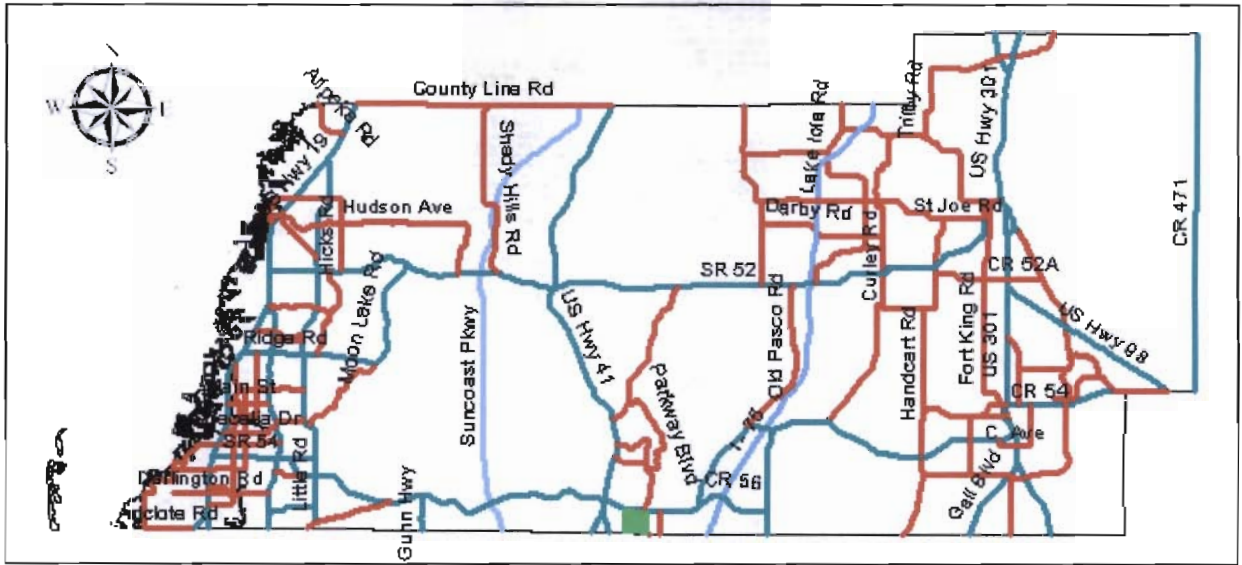 W
E
S
Aripeka Rd
County Line Rd
Hwy 19
Shady Hills Rd
Lake Iola Rd
Trilby Rd
US Hwy 301
CR 471
Hicks Rd
Hudson Ave
Darby Rd
St Joe Rd
Curley Rd
SR 52
CR 52A
Moon Lake Rd
US Hwy 41
Old Pasco Rd
Handcart Rd
Fort King Rd
US 301
US Hwy 98
Ridge Rd
Suncoast Pkwy
Parkway Blvd
CR 54
Main St
Dr
SR 54
I-75
C Ave
Darlington Rd
Little Rd
CR 56
Gall Blvd
Rd
Gunn Hwy